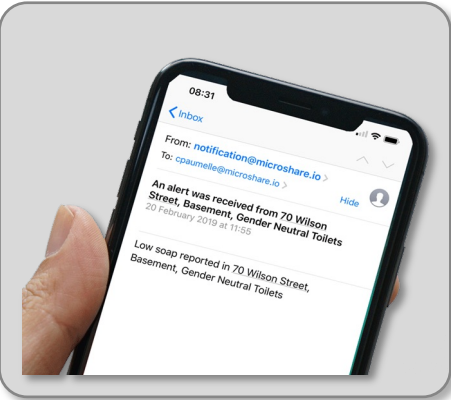 08:31
Inbox
From: notification@microshare.io
To: cpaumelle@microshare.io
Hide
An alert was received from 70 Wilson
Street, Basement, Gender Neutral Toilets
20 February 2019 at 11:55
Low soap reported in 70 Wilson Street,
Basement, Gender Neutral Toilets